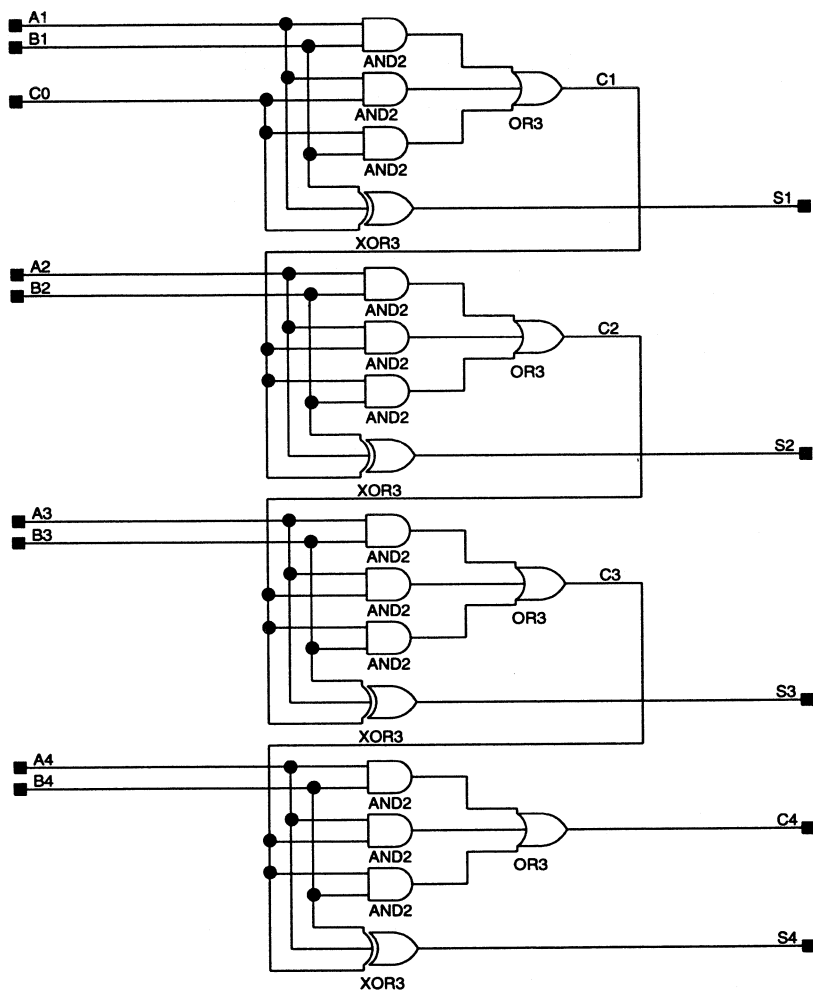 A1
B1
AND2
C0
C1
AND2
OR3
AND2
S1
XOR3
A2
B2
AND2
C2
AND2
OR3
AND2
S2
XOR3
A3
B3
AND2
C3
AND2
OR3
AND2
S3
XOR3
A4
B4
AND2
C4
AND2
OR3
AND2
S4
XOR3